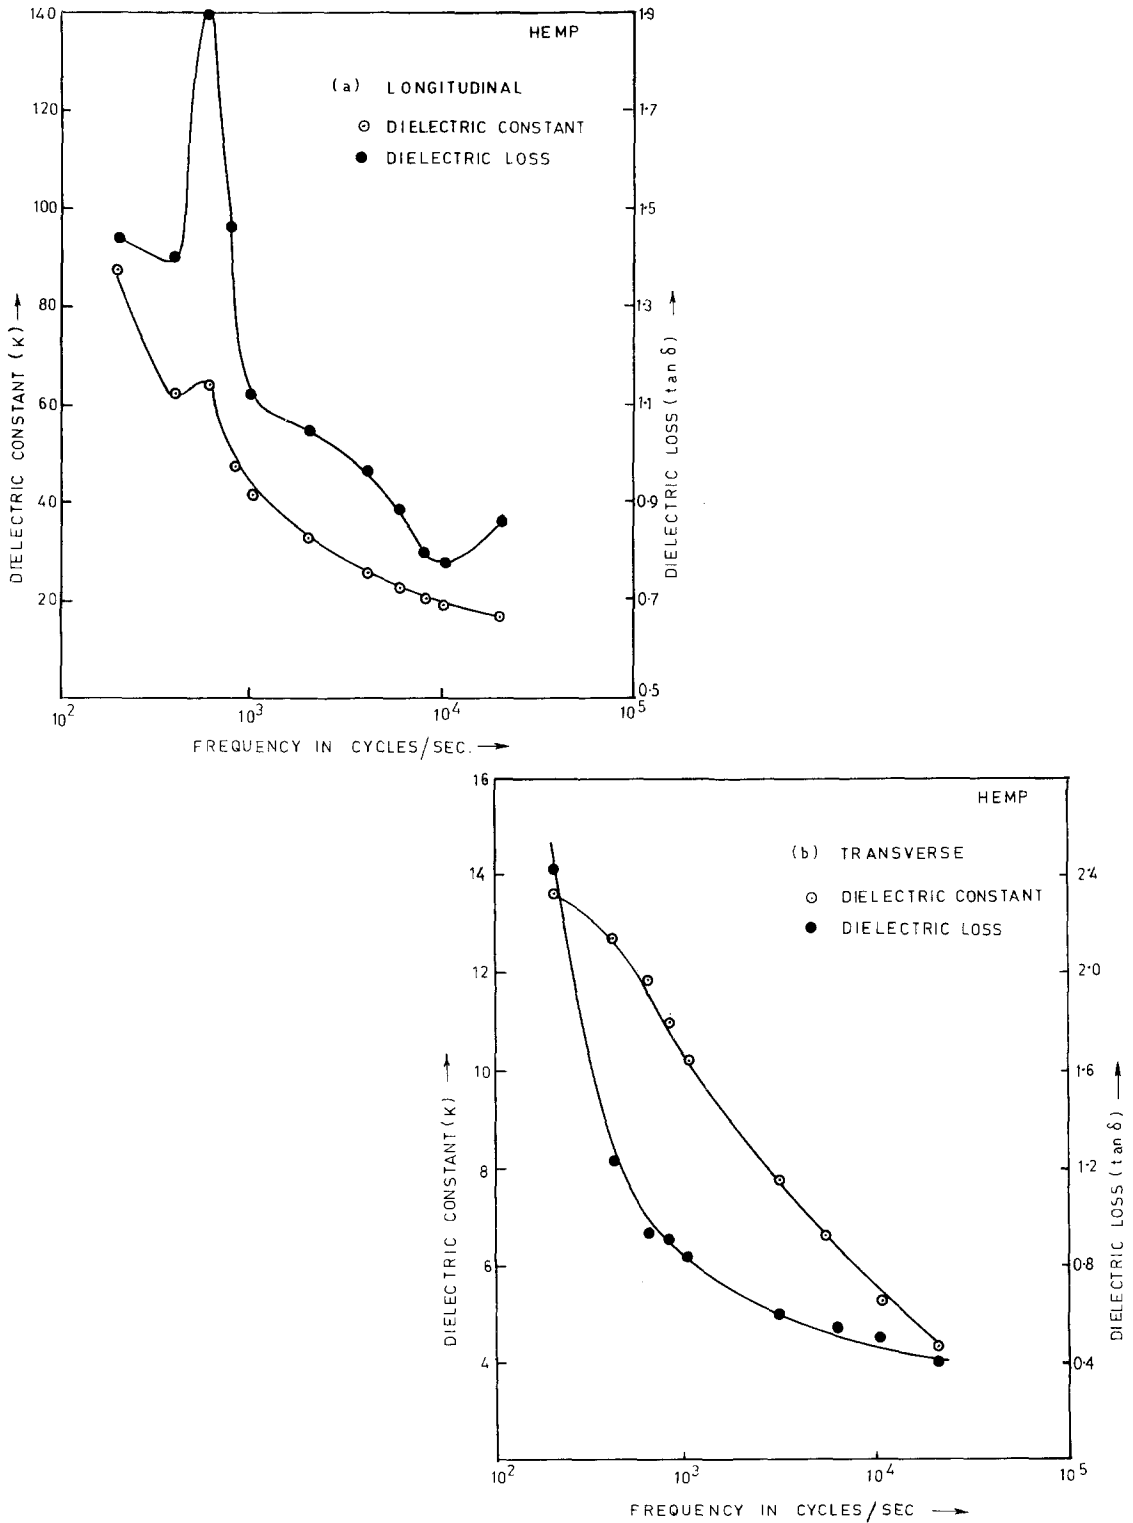 HEMP
(a) LONGITUDINAL
⊙ DIELECTRIC CONSTANT
● DIELECTRIC LOSS
140
120
100
80
60
40
20
DIELECTRIC CONSTANT (K) →
1·9
1·7
1·5
1·3
1·1
0·9
0·7
0·5
DIELECTRIC LOSS (tan δ) →
10² 10³ 10⁴ 10⁵
FREQUENCY IN CYCLES/SEC. →
HEMP
(b) TRANSVERSE
⊙ DIELECTRIC CONSTANT
● DIELECTRIC LOSS
16
14
12
10
8
6
4
DIELECTRIC CONSTANT (K) →
2·4
2·0
1·6
1·2
0·8
0·4
DIELECTRIC LOSS (tan δ) →
10² 10³ 10⁴ 10⁵
FREQUENCY IN CYCLES/SEC →